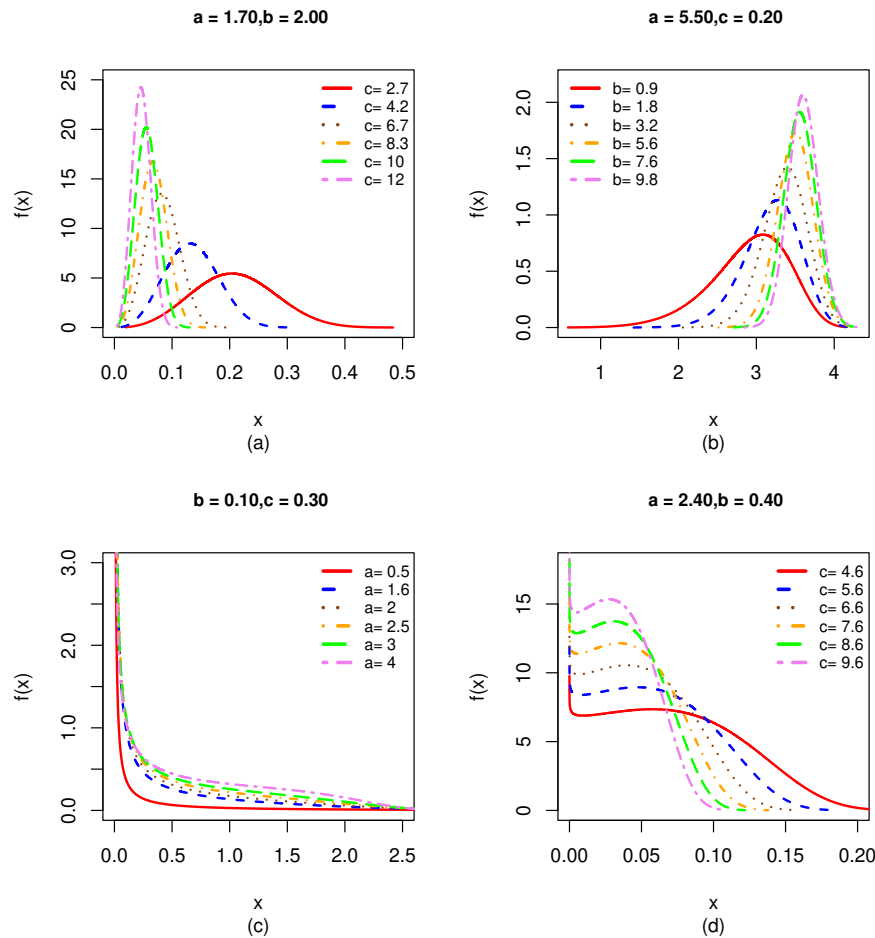 a = 1.70,b = 2.00
f(x)
25
20
15
10
5
0
c= 2.7
c= 4.2
c= 6.7
c= 8.3
c= 10
c= 12
0.0 0.1 0.2 0.3 0.4 0.5
x
(a)
a = 5.50,c = 0.20
f(x)
2.0
1.5
1.0
0.5
0.0
b= 0.9
b= 1.8
b= 3.2
b= 5.6
b= 7.6
b= 9.8
1 2 3 4
x
(b)
b = 0.10,c = 0.30
f(x)
3.0
2.0
1.0
0.0
a= 0.5
a= 1.6
a= 2
a= 2.5
a= 3
a= 4
0.0 0.5 1.0 1.5 2.0 2.5
x
(c)
a = 2.40,b = 0.40
f(x)
15
10
5
0
c= 4.6
c= 5.6
c= 6.6
c= 7.6
c= 8.6
c= 9.6
0.00 0.05 0.10 0.15 0.20
x
(d)